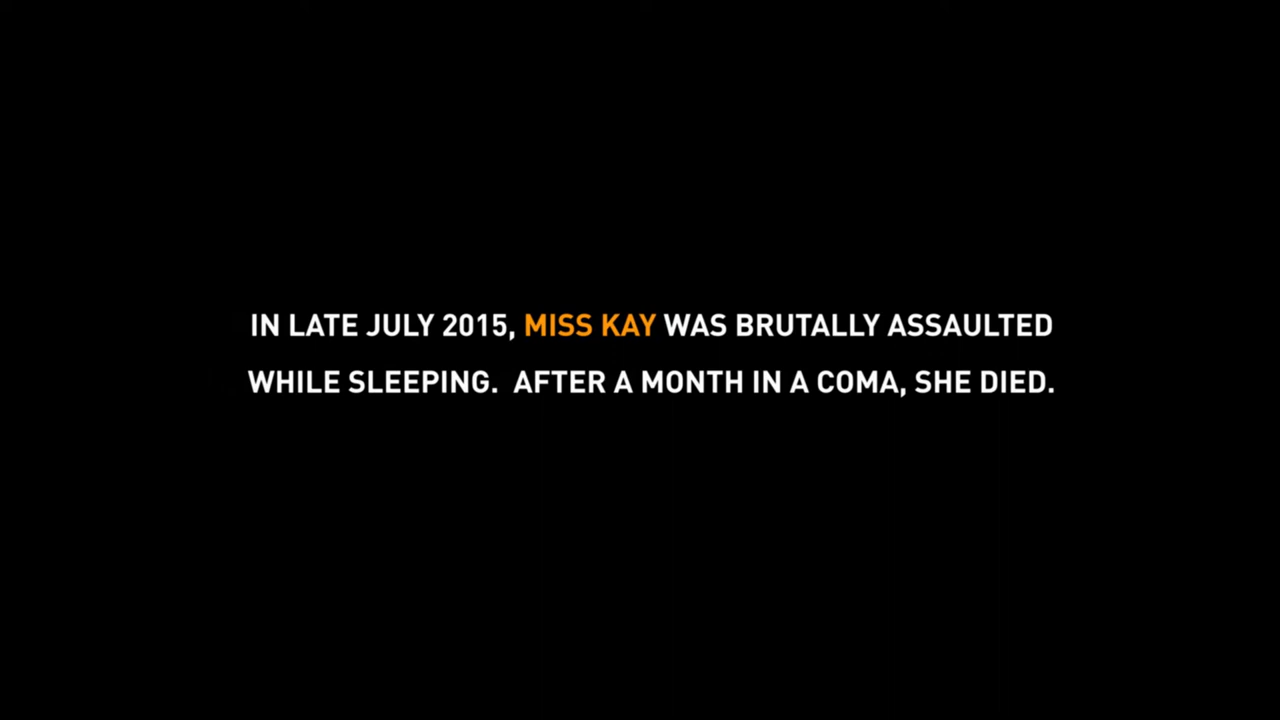 IN LATE JULY 2015, MISS KAY WAS BRUTALLY ASSAULTED
WHILE SLEEPING.  AFTER A MONTH IN A COMA, SHE DIED.